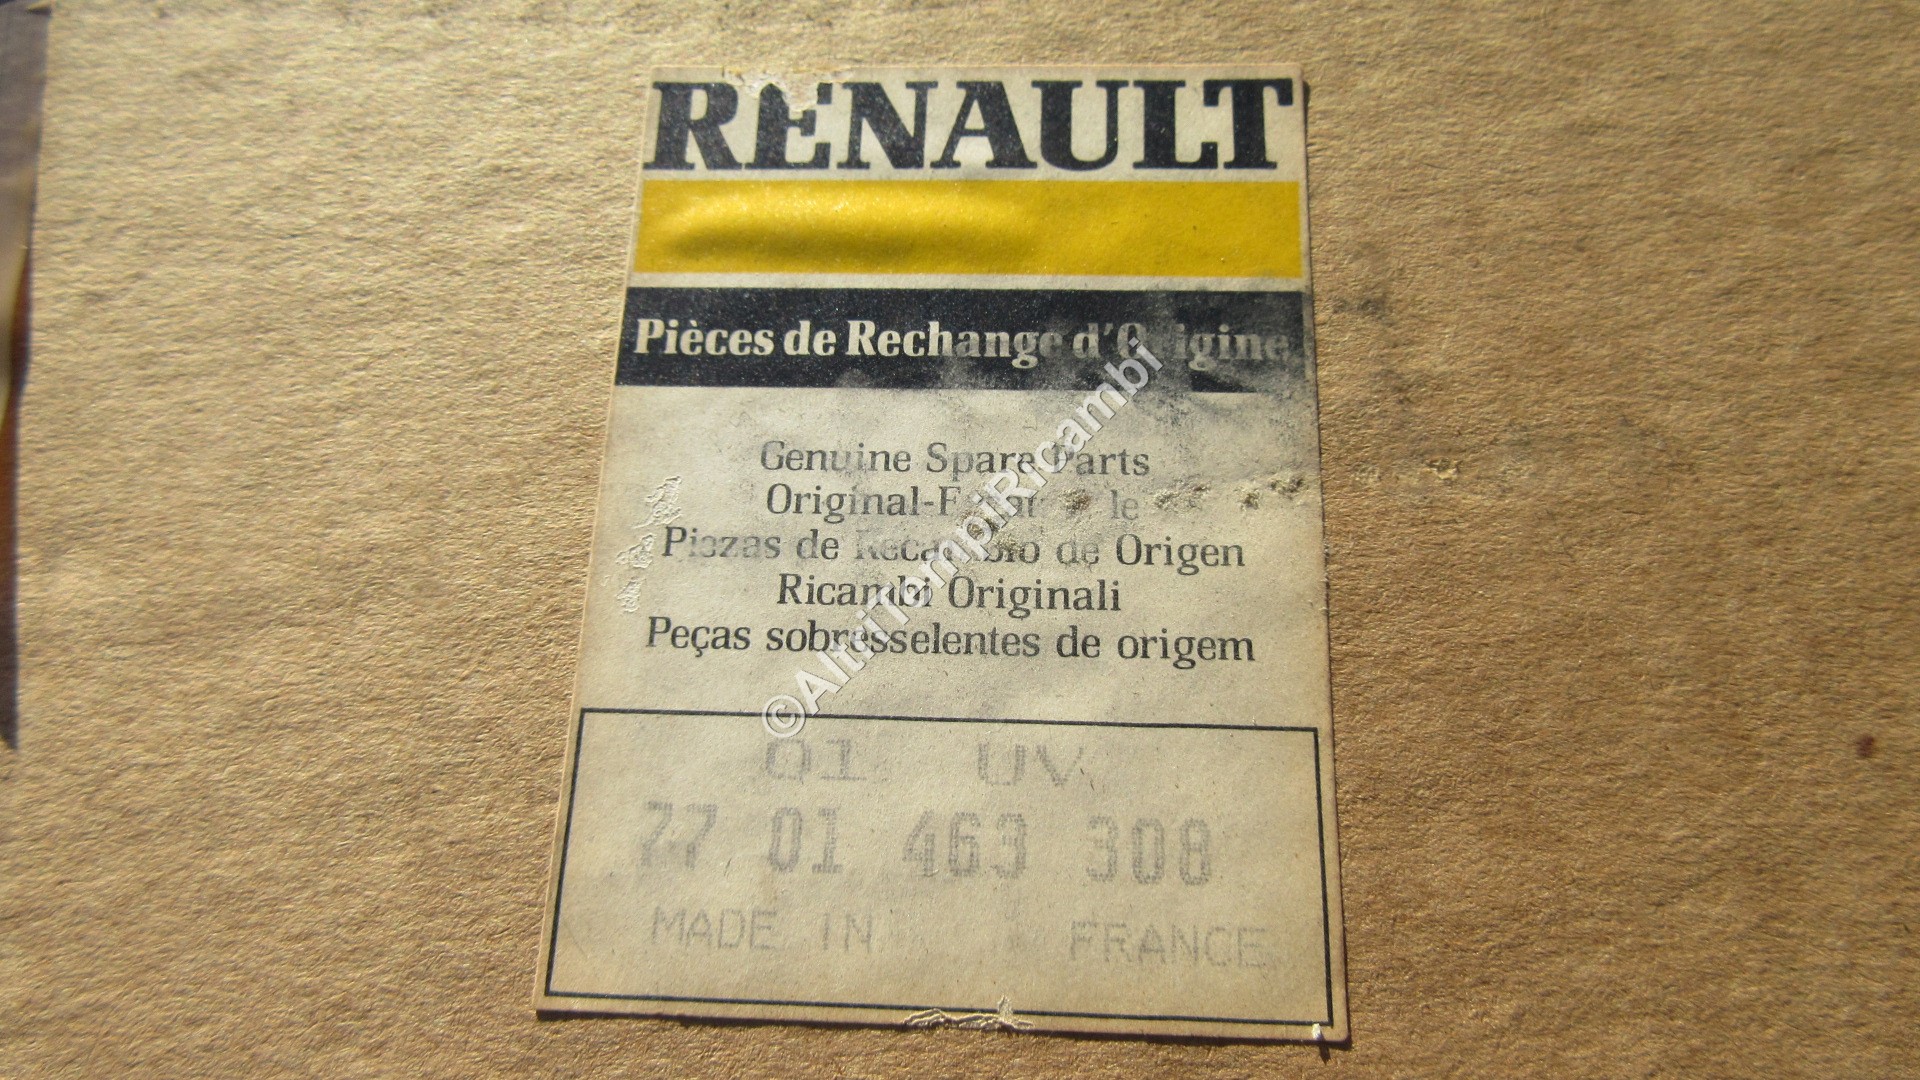 RENAULT
Pièces de Rechange d'Origine
Genuine Spare Parts
Piezas de Recambio de Origen
Ricambi Originali
Peças sobresselentes de origem
©AltriTempiRicambi
01 UV
77 01 463 308
MADE IN FRANCE